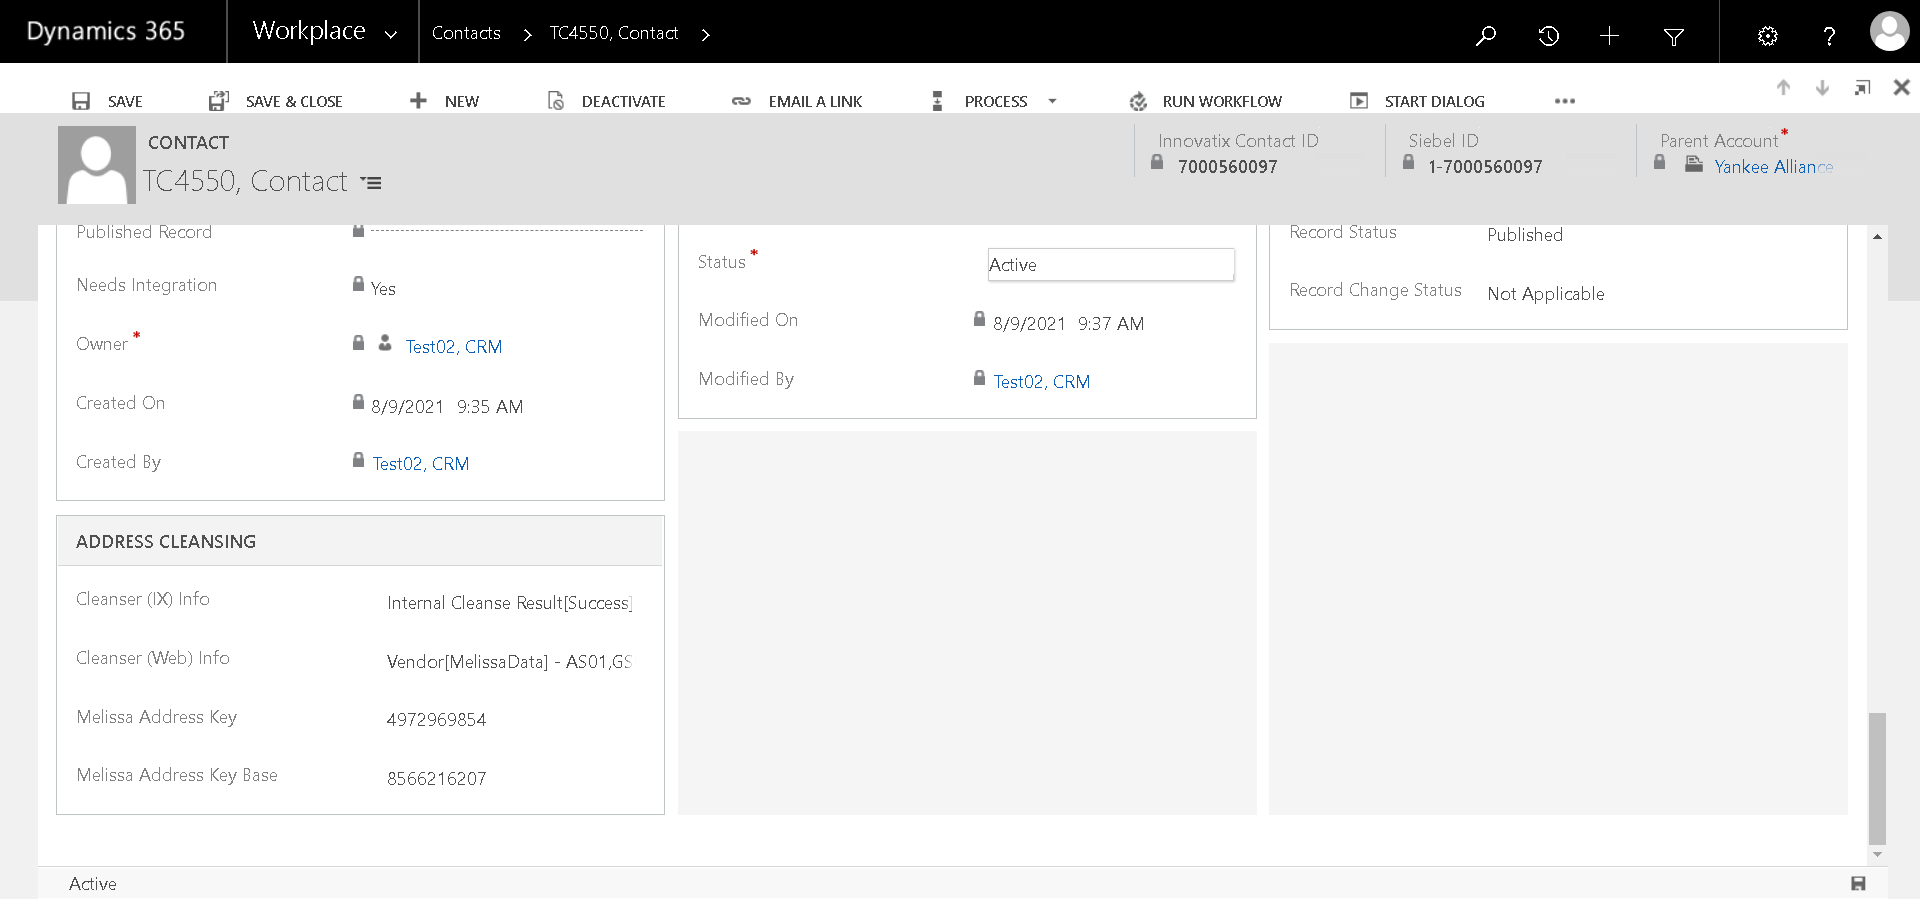 Dynamics 365
Workplace
Contacts
TC4550, Contact
SAVE
SAVE & CLOSE
NEW
DEACTIVATE
EMAIL A LINK
PROCESS
RUN WORKFLOW
START DIALOG
CONTACT
TC4550, Contact
Innovatix Contact ID
7000560097
Siebel ID
1-7000560097
Parent Account*
Yankee Alliance
Published Record
Needs Integration
Yes
Owner*
Test02, CRM
Created On
8/9/2021 9:35 AM
Created By
Test02, CRM
ADDRESS CLEANSING
Cleanser (IX) Info
Internal Cleanse Result[Success]
Cleanser (Web) Info
Vendor[MelissaData] - AS01,GS
Melissa Address Key
4972969854
Melissa Address Key Base
8566216207
Status*
Active
Modified On
8/9/2021 9:37 AM
Modified By
Test02, CRM
Record Status
Published
Record Change Status
Not Applicable
Active